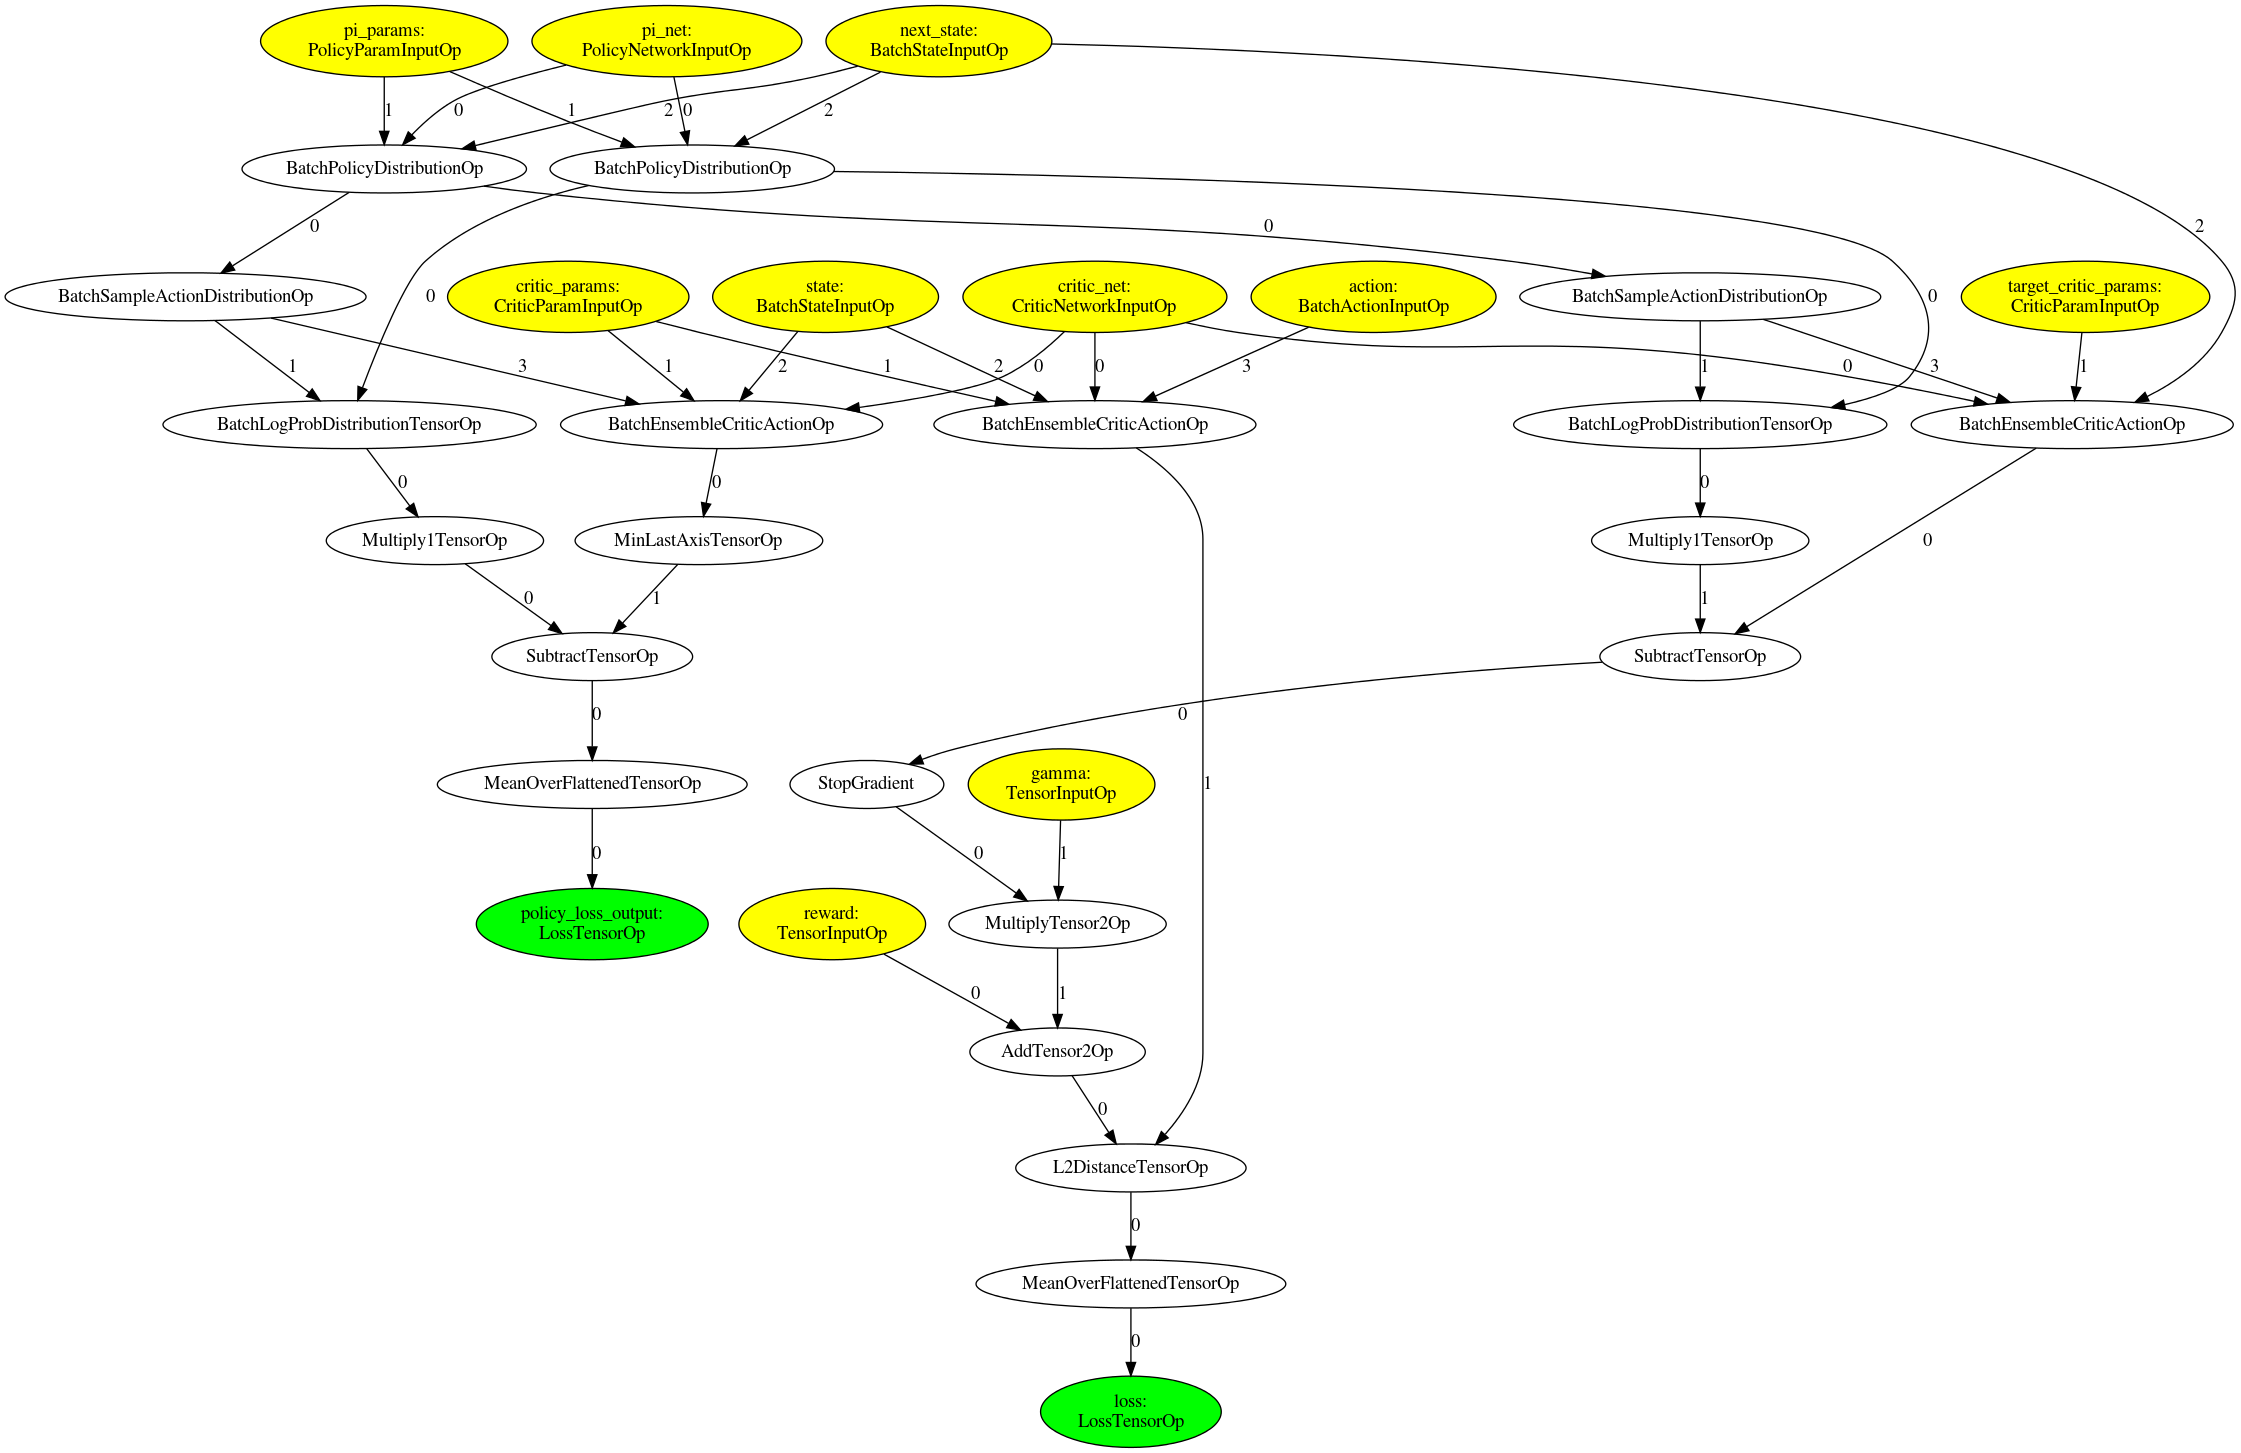 pi_params:
PolicyParamInputOp
pi_net:
PolicyNetworkInputOp
next_state:
BatchStateInputOp
1
0
1
2
0
2
BatchPolicyDistributionOp
BatchPolicyDistributionOp
0
0
2
BatchSampleActionDistributionOp
0
critic_params:
CriticParamInputOp
state:
BatchStateInputOp
critic_net:
CriticNetworkInputOp
action:
BatchActionInputOp
BatchSampleActionDistributionOp
0
target_critic_params:
CriticParamInputOp
1
3
1
2
1
2
0
0
3
1
0
3
1
BatchLogProbDistributionTensorOp
BatchEnsembleCriticActionOp
BatchEnsembleCriticActionOp
BatchLogProbDistributionTensorOp
BatchEnsembleCriticActionOp
0
0
0
Multiply1TensorOp
MinLastAxisTensorOp
Multiply1TensorOp
0
0
1
1
SubtractTensorOp
SubtractTensorOp
0
0
MeanOverFlattenedTensorOp
StopGradient
gamma:
TensorInputOp
1
0
0
1
policy_loss_output:
LossTensorOp
reward:
TensorInputOp
MultiplyTensor2Op
0
1
AddTensor2Op
0
L2DistanceTensorOp
0
MeanOverFlattenedTensorOp
0
loss:
LossTensorOp